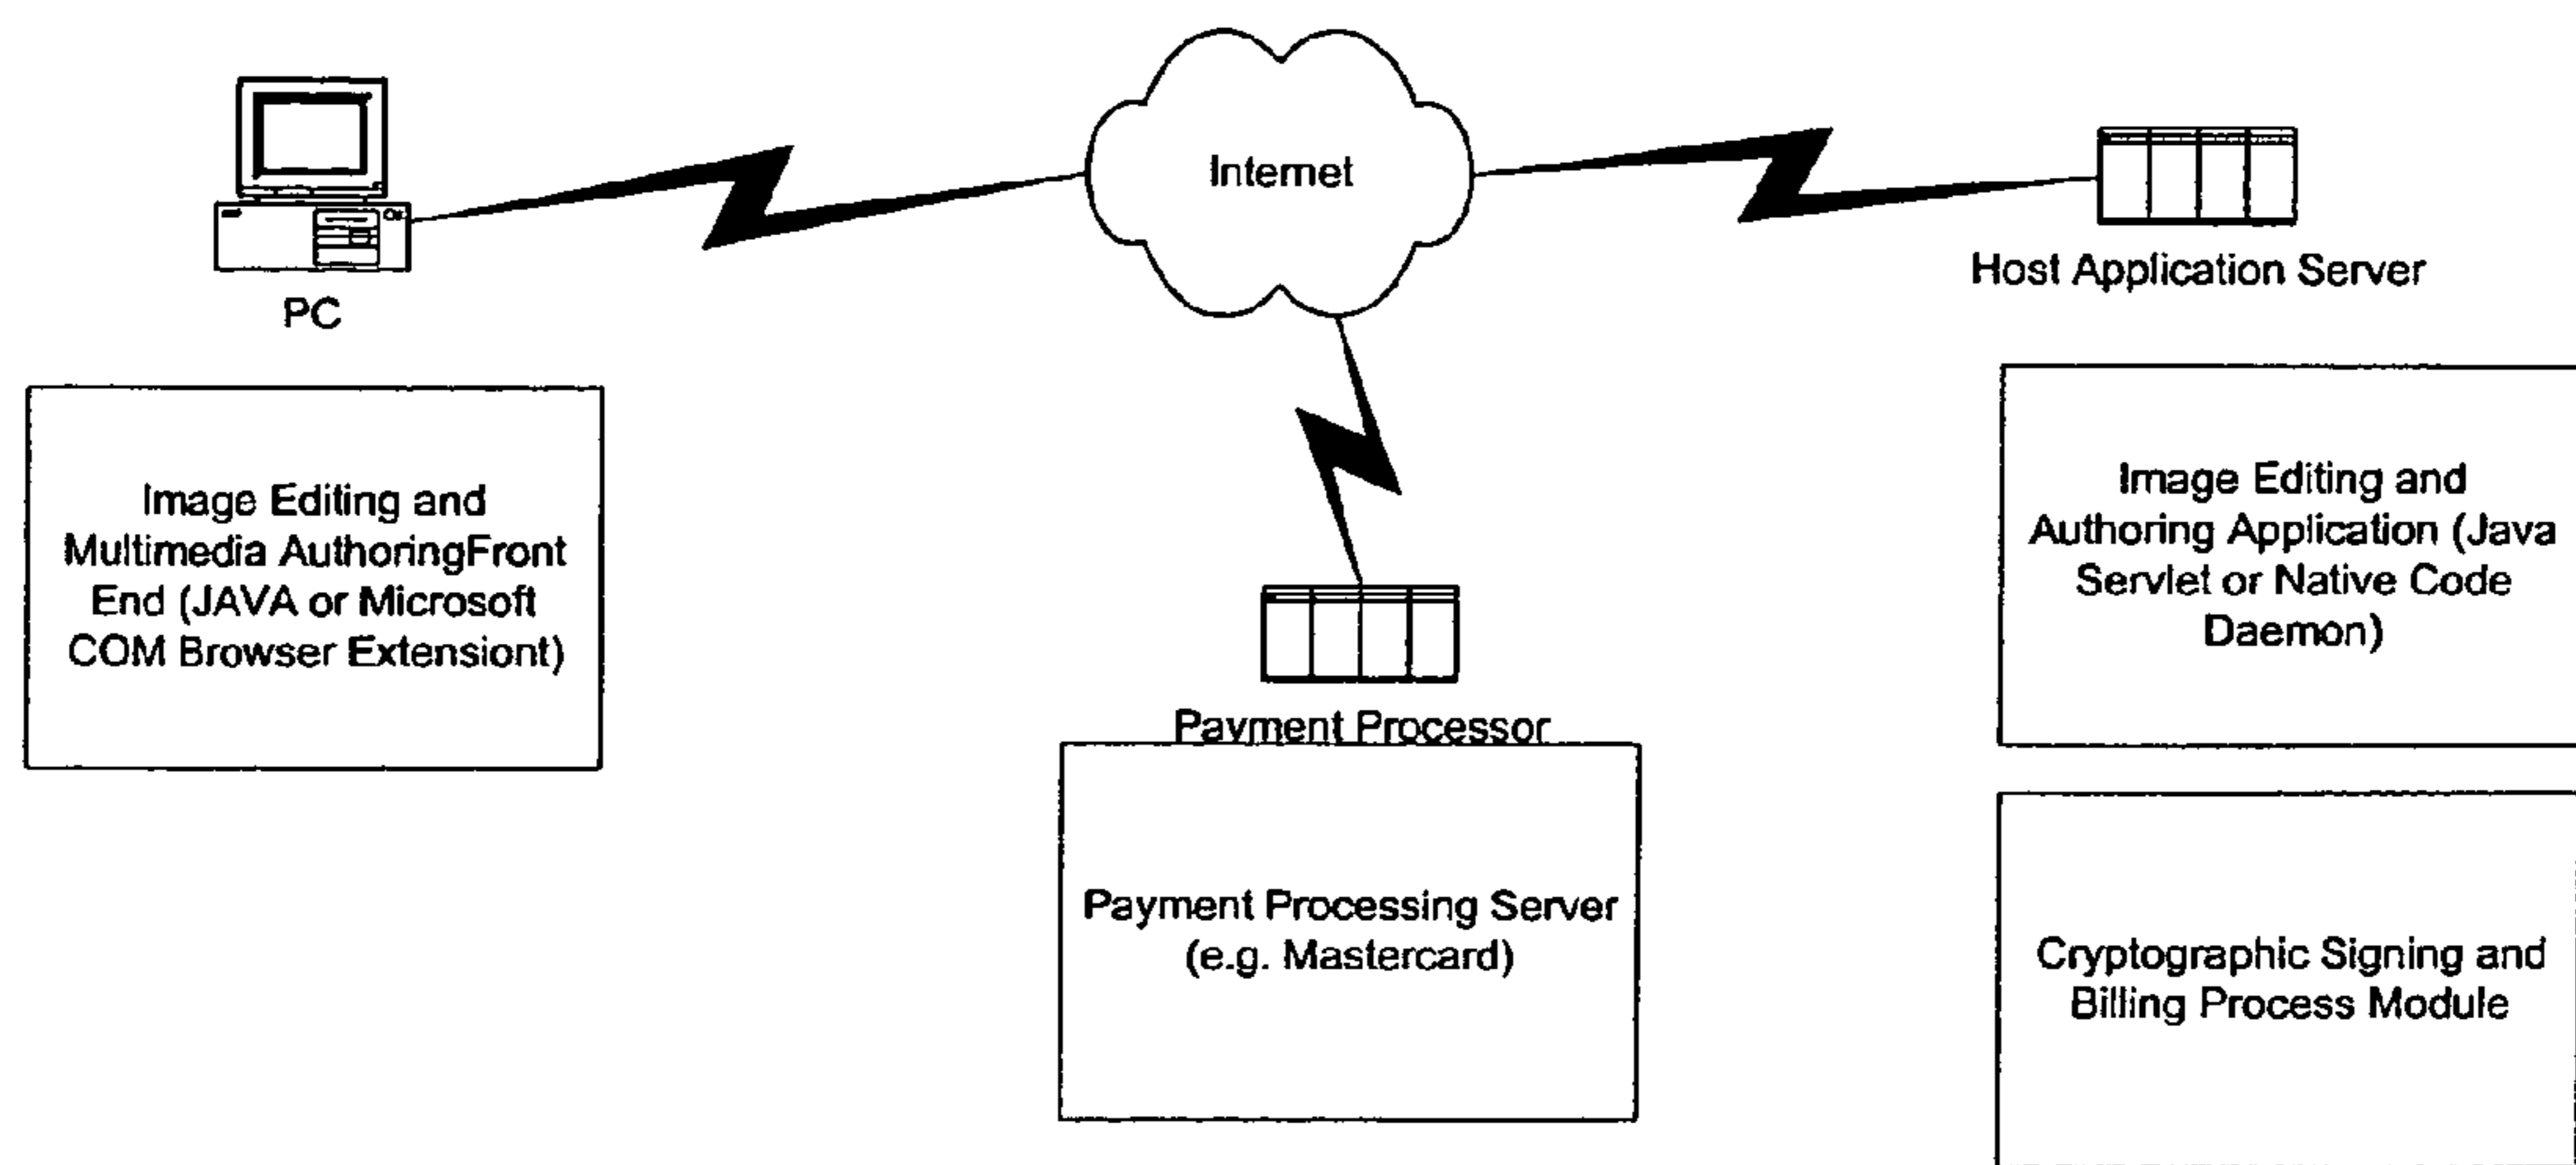 Internet
PC
Host Application Server
Image Editing and
Multimedia AuthoringFront
End (JAVA or Microsoft
COM Browser Extensiont)
Payment Processor
Payment Processing Server
(e.g. Mastercard)
Image Editing and
Authoring Application (Java
Servlet or Native Code
Daemon)
Cryptographic Signing and
Billing Process Module